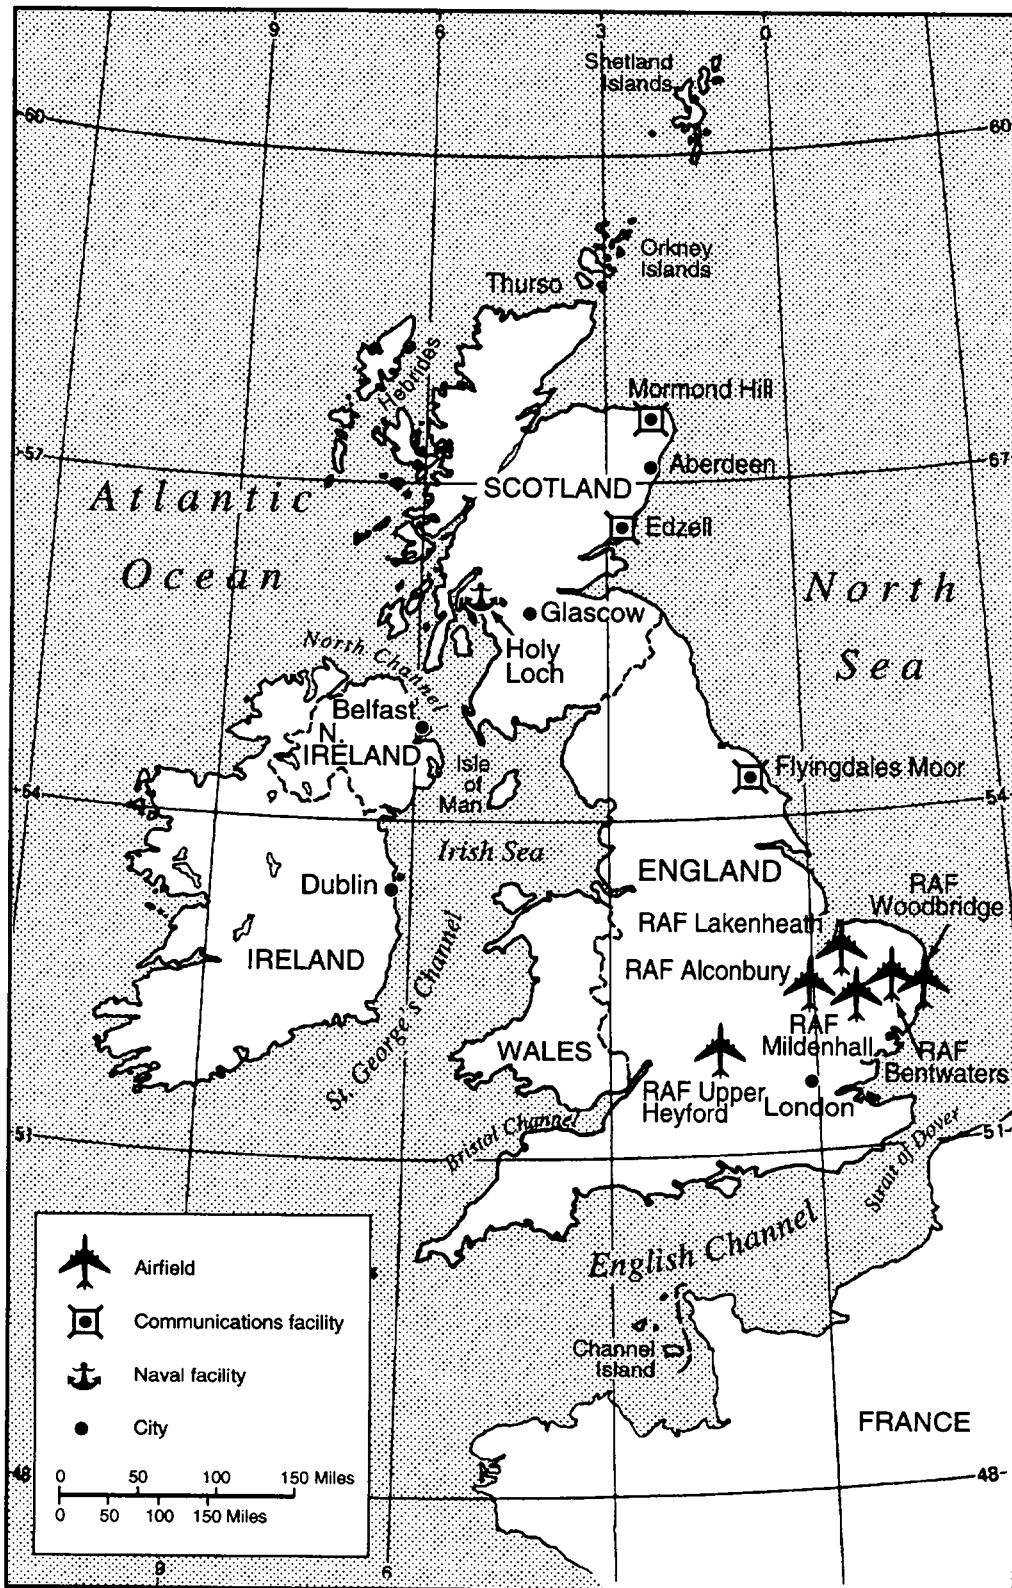 9
6
3
0
Shetland
Islands
60
60
Orkney
Islands
Thurso
Hebrides
Mormond Hill
57
57
Aberdeen
Atlantic
Ocean
SCOTLAND
Edzell
North
Sea
Glascow
Holy
Loch
North Channel
Belfast
N.
IRELAND
Isle
of
Man
Flyingdales Moor
54
54
Irish Sea
ENGLAND
Dublin
RAF
Woodbridge
RAF Lakenheath
IRELAND
RAF Alconbury
St. George's Channel
RAF
Mildenhall
RAF
Bentwaters
WALES
RAF Upper
Heyford
London
Bristol Channel
51
51
Strait of Dover
English Channel
Channel
Island
FRANCE
48
48
Airfield
Communications facility
Naval facility
City
0 50 100 150 Miles
0 50 100 150 Miles
9
6